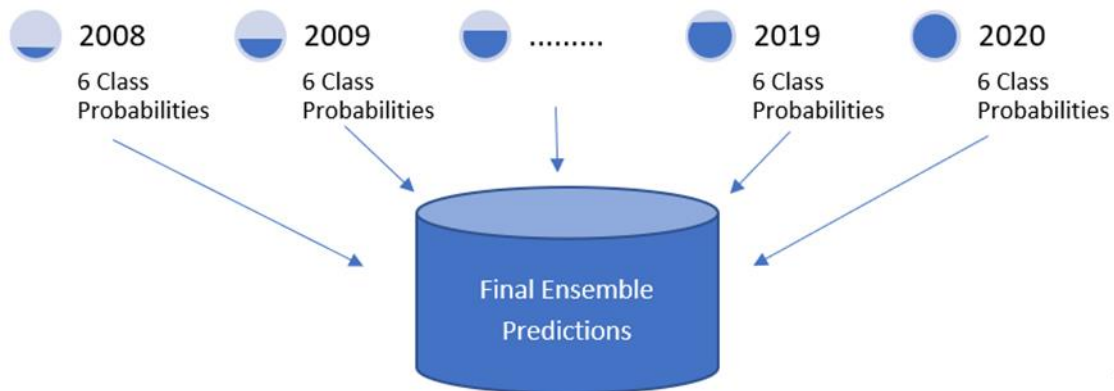 2008
2009
.........
2019
2020
6 Class
Probabilities
6 Class
Probabilities
6 Class
Probabilities
6 Class
Probabilities
Final Ensemble
Predictions